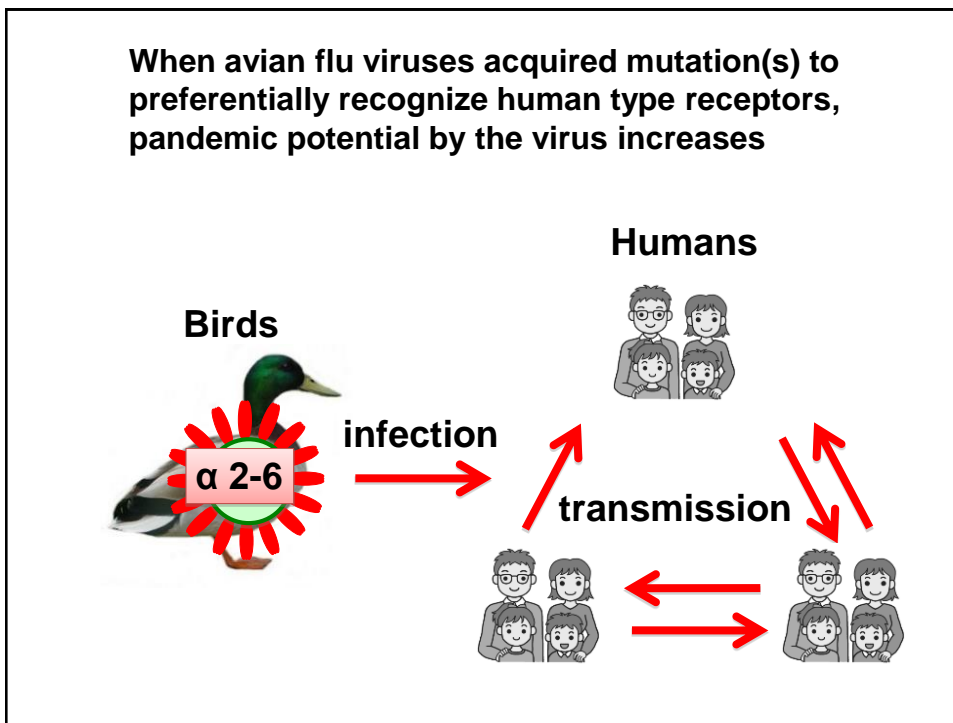 When avian flu viruses acquired mutation(s) to
preferentially recognize human type receptors,
pandemic potential by the virus increases
Humans
Birds
infection
α 2-6
transmission